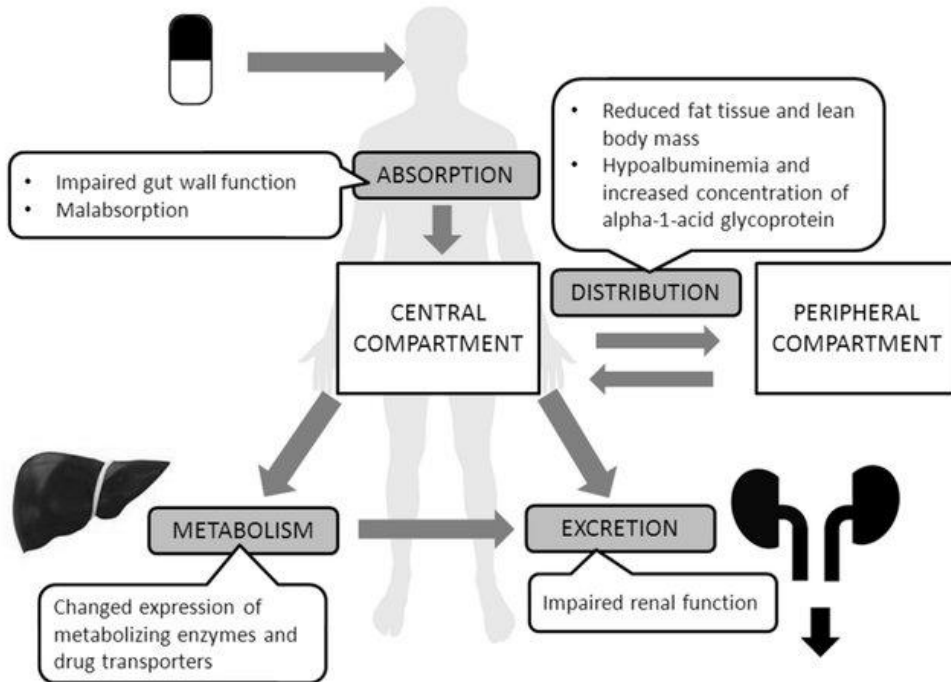 • Reduced fat tissue and lean
body mass
• Hypoalbuminemia and
increased concentration of
alpha-1-acid glycoprotein
ABSORPTION
• Impaired gut wall function
• Malabsorption
DISTRIBUTION
CENTRAL
COMPARTMENT
PERIPHERAL
COMPARTMENT
METABOLISM
EXCRETION
Changed expression of
metabolizing enzymes and
drug transporters
Impaired renal function